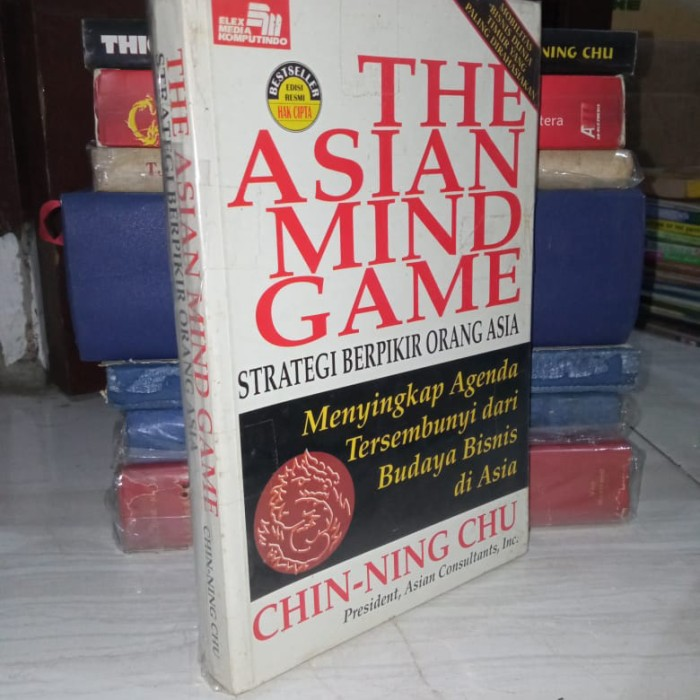 ELEX
MEDIA
KOMPUTINDO
BESTSELLER
EDISI
RESMI
HAK CIPTA
THE
ASIAN
MIND
GAME
STRATEGI BERPIKIR ORANG ASIA
Menyingkap Agenda
Tersembunyi dari
Budaya Bisnis
di Asia
CHIN-NING CHU
President, Asian Consultants, Inc.
THE ASIAN MIND GAME CHIN-NING CHU
STRATEGI BERPIKIR ORANG ASIA
THI
NING CHU
tera